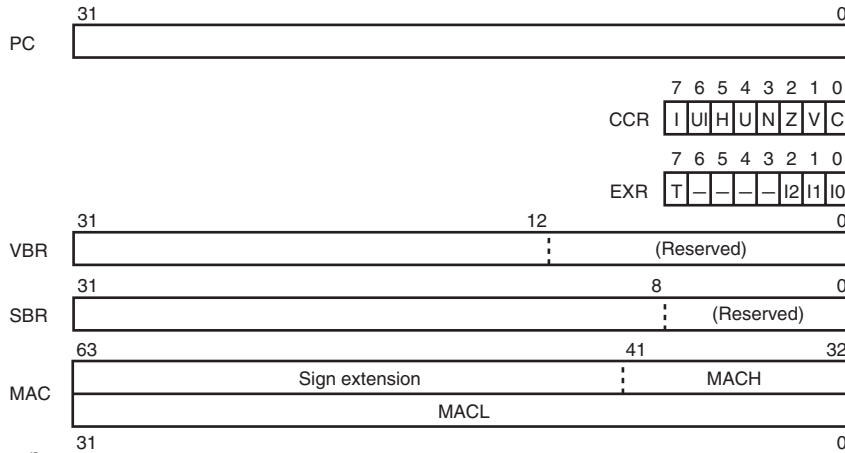 31 0
PC
7 6 5 4 3 2 1 0
CCR I UI H U N Z V C
7 6 5 4 3 2 1 0
EXR T — — — — I2 I1 I0
31 12 0
VBR (Reserved)
31 8 0
SBR (Reserved)
63 41 32
MAC Sign extension MACH
MACL
31 0